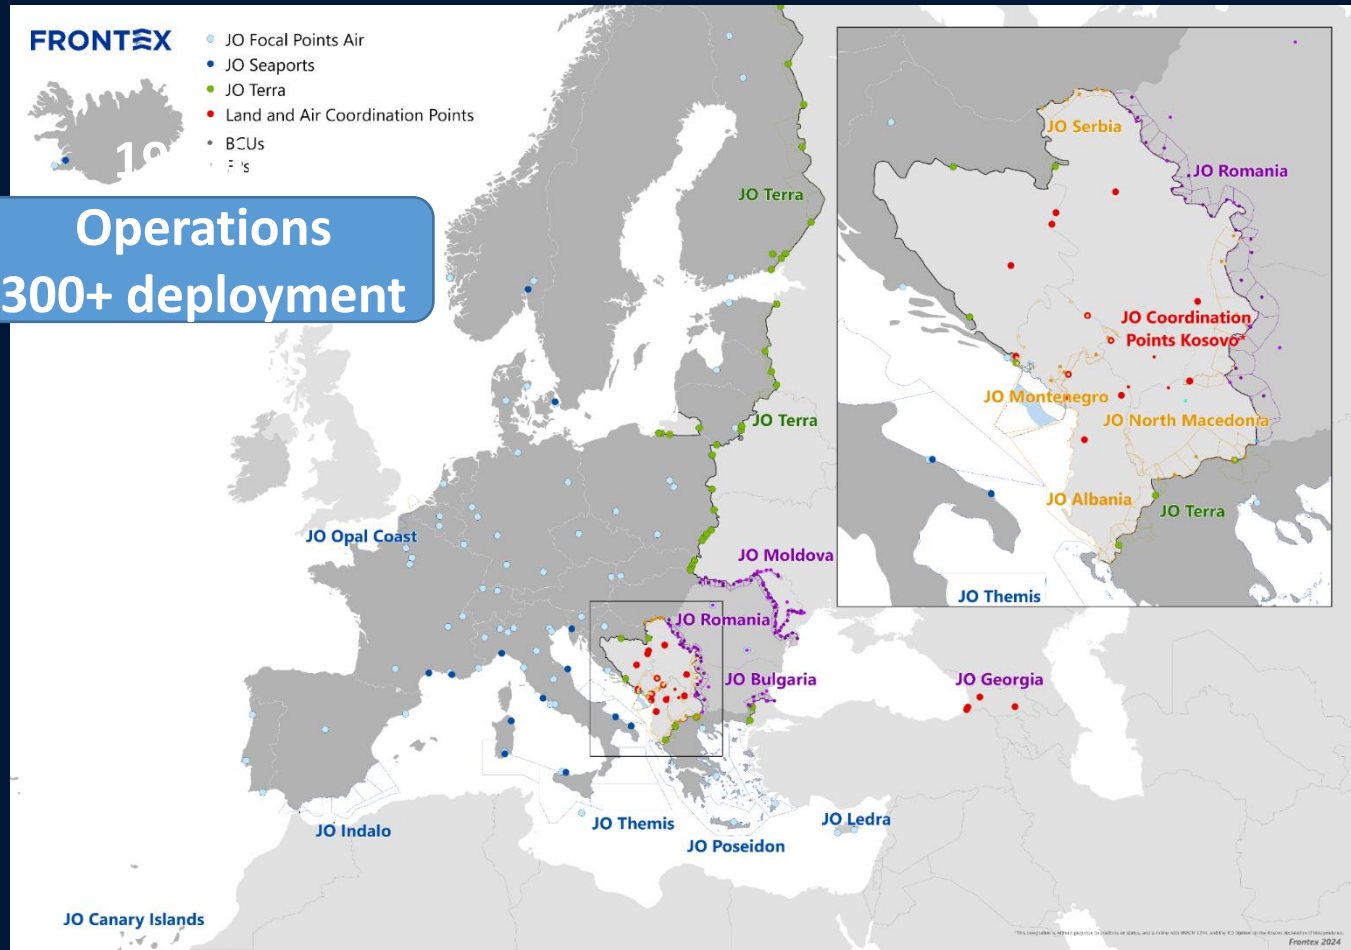 FRONTEX
JO Focal Points Air
JO Seaports
JO Terra
Land and Air Coordination Points
BCUs
19
Operations
300+ deployment
JO Terra
JO Terra
JO Opal Coast
JO Moldova
JO Romania
JO Bulgaria
JO Georgia
JO Indalo
JO Themis
JO Poseidon
JO Ledra
JO Canary Islands
JO Serbia
JO Romania
JO Coordination
Points Kosovo*
JO Montenegro
JO North Macedonia
JO Albania
JO Terra
JO Themis
Frontex 2024